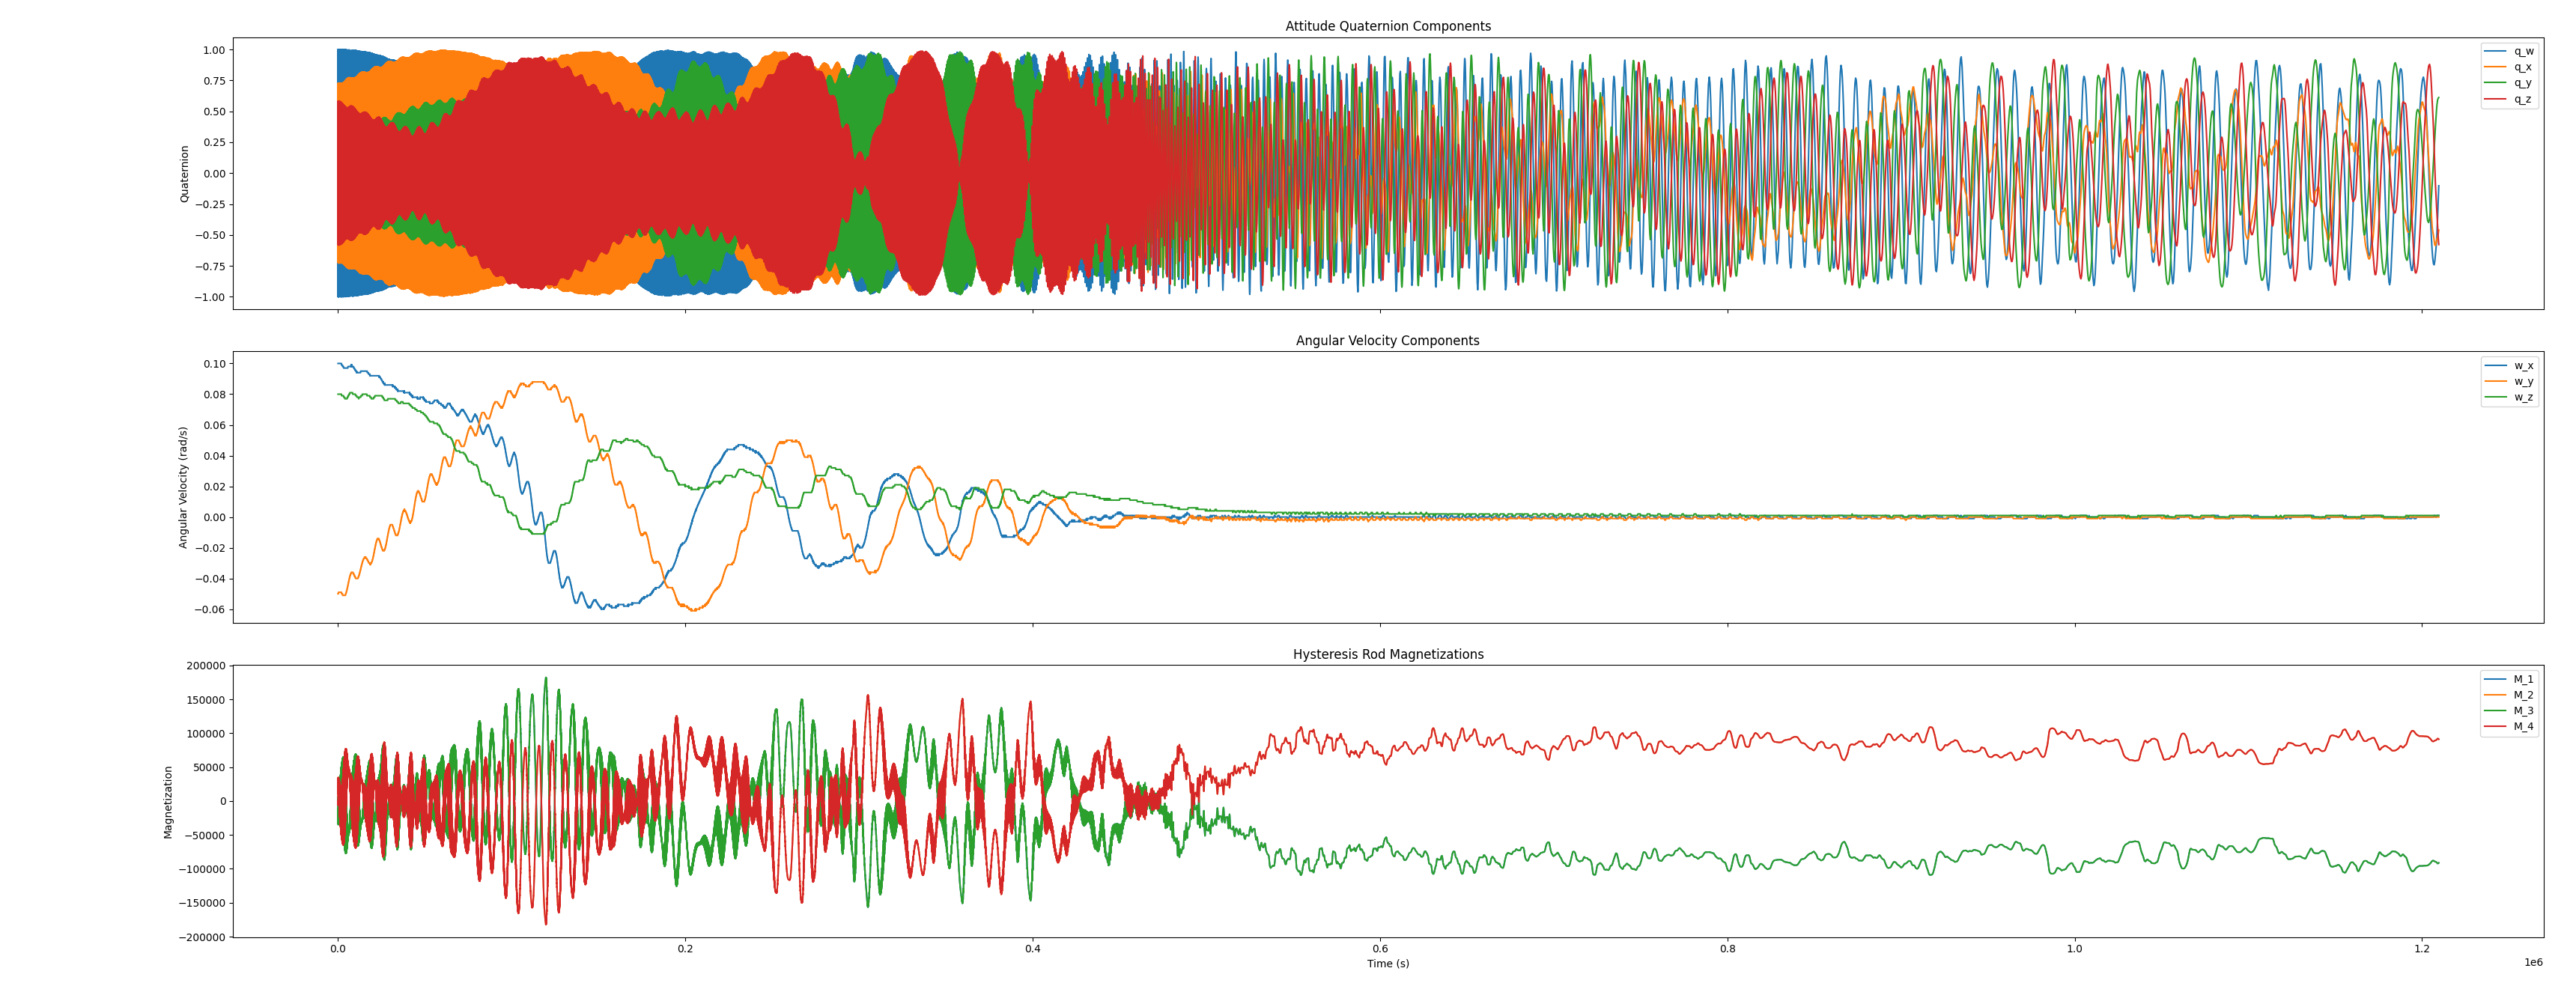 Attitude Quaternion Components
1.00
0.75
0.50
0.25
0.00
−0.25
−0.50
−0.75
−1.00
Quaternion
q_w
q_x
q_y
q_z
Angular Velocity Components
0.10
0.08
0.06
0.04
0.02
0.00
−0.02
−0.04
−0.06
Angular Velocity (rad/s)
w_x
w_y
w_z
Hysteresis Rod Magnetizations
200000
150000
100000
50000
0
−50000
−100000
−150000
−200000
Magnetization
M_1
M_2
M_3
M_4
0.0 0.2 0.4 0.6 0.8 1.0 1.2
Time (s)
1e6